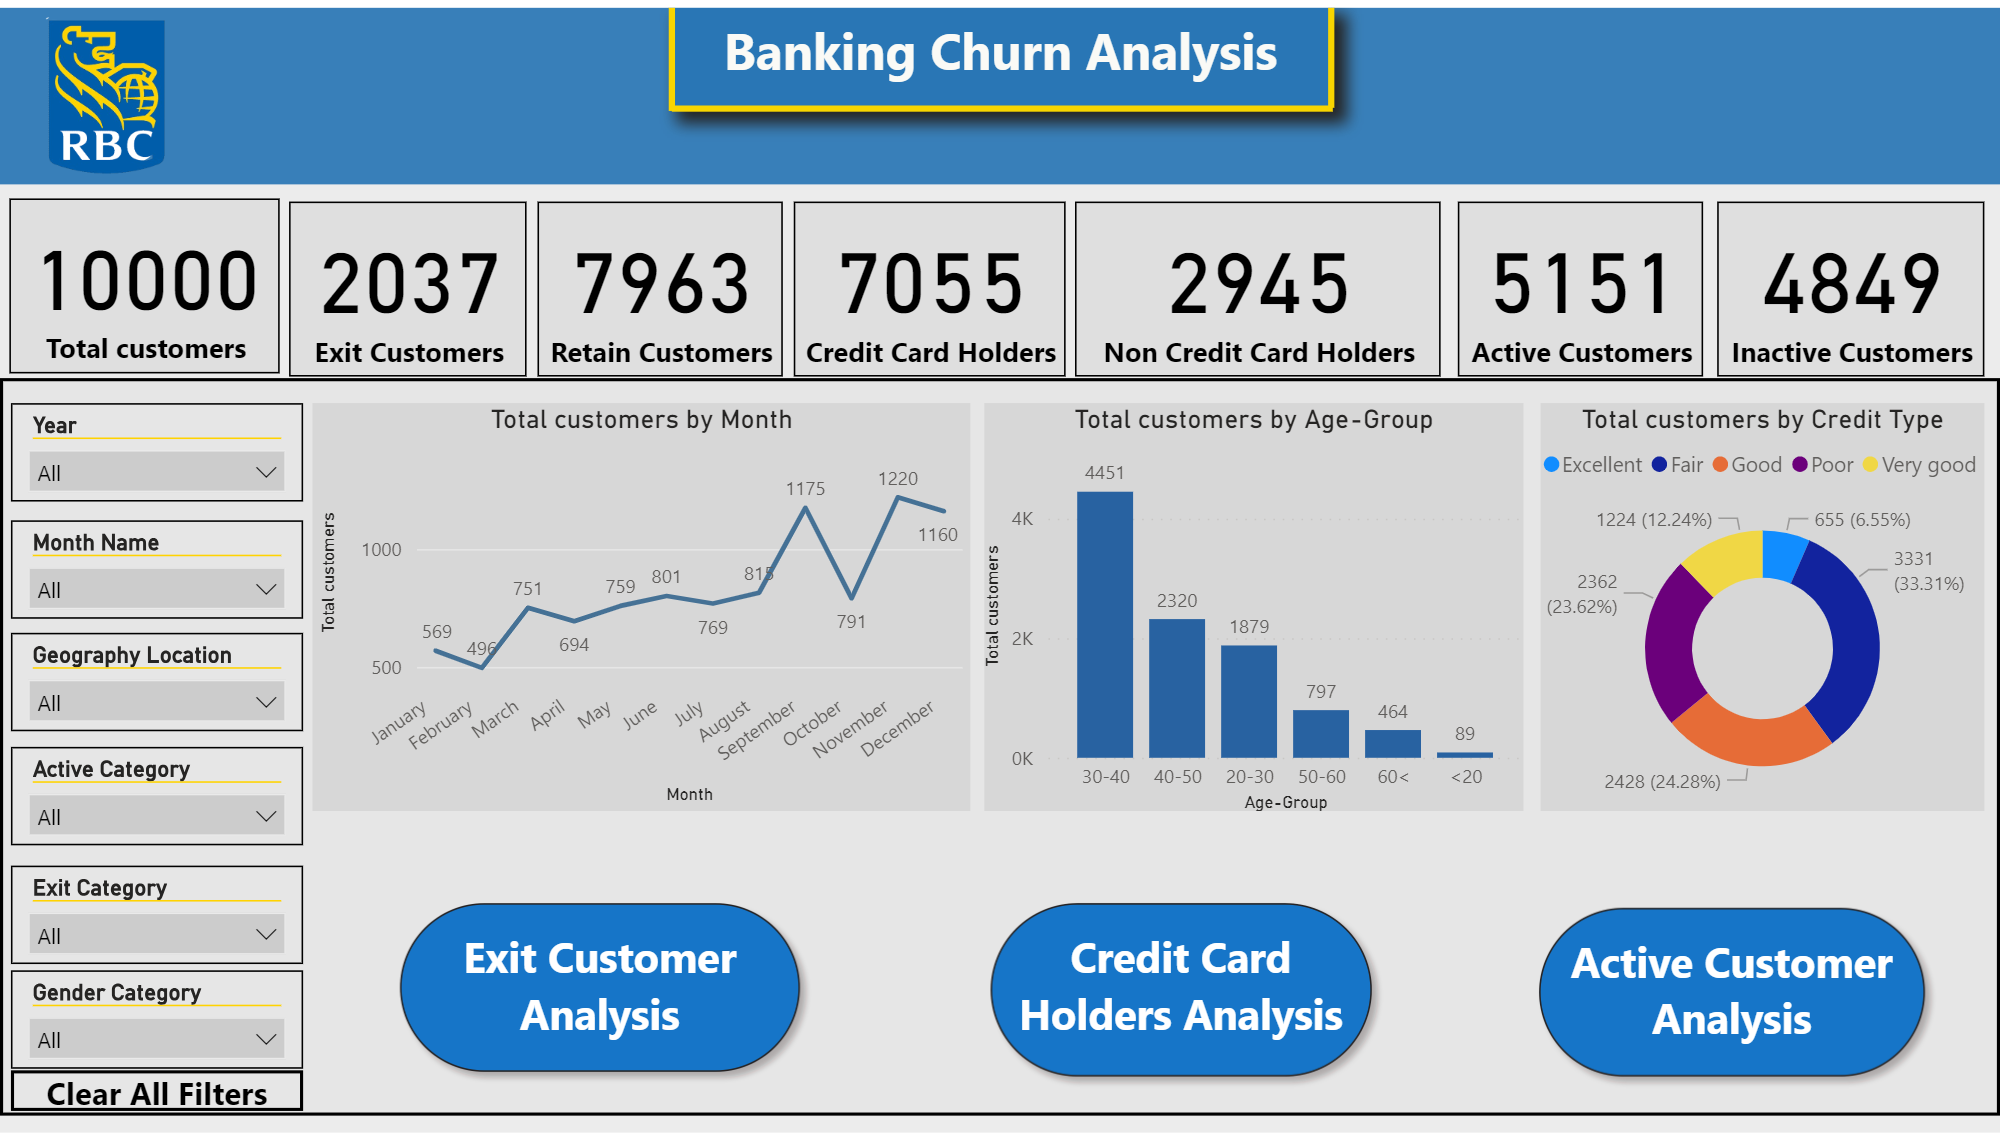 RBC
Banking Churn Analysis
10000
Total customers
2037
Exit Customers
7963
Retain Customers
7055
Credit Card Holders
2945
Non Credit Card Holders
5151
Active Customers
4849
Inactive Customers
Year
All
Month Name
All
Geography Location
All
Active Category
All
Exit Category
All
Gender Category
All
Clear All Filters
Total customers by Month
Total customers
1000
500
569
496
751
694
759
801
769
815
1175
791
1220
1160
January
February
March
April
May
June
July
August
September
October
November
December
Month
Total customers by Age-Group
Total customers
4K
2K
0K
4451
2320
1879
797
464
89
30-40
40-50
20-30
50-60
60<
<20
Age-Group
Total customers by Credit Type
Excellent Fair Good Poor Very good
1224 (12.24%)
655 (6.55%)
3331
(33.31%)
2362
(23.62%)
2428 (24.28%)
Exit Customer
Analysis
Credit Card
Holders Analysis
Active Customer
Analysis